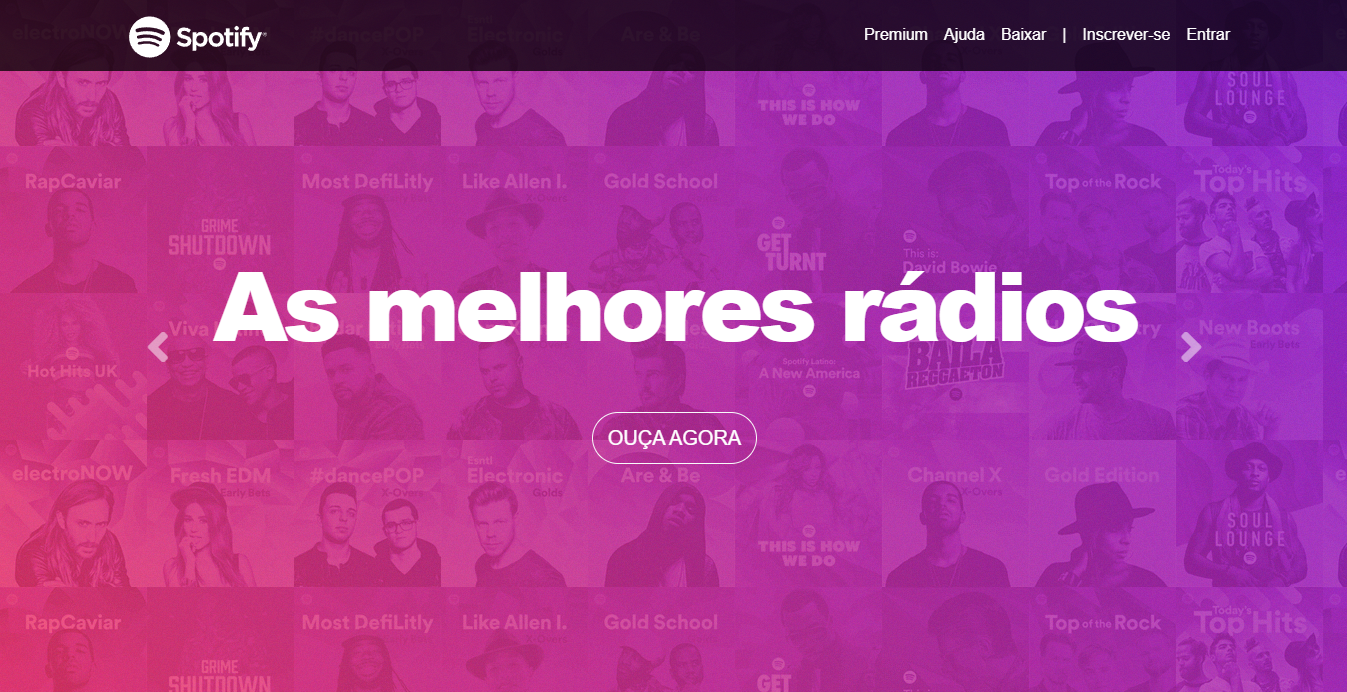 Spotify®
Premium Ajuda Baixar | Inscrever-se Entrar
electroNOW #dancePOP Esntl Electronic Are & Be
THIS IS HOW
WE DO
SOUL
LOUNGE
RapCaviar Most DefiLitly Like Allen I. Gold School Top of the Rock Today's Top Hits
X-Overs
GRIME
SHUTDOWN
GET
TURNT
This is:
David Bowie
As melhores rádios
Viva
New Boots
Early Bets
Hot Hits UK
Spotify Latino:
A New America
BAILA
REGGAETON
OUÇA AGORA
electroNOW Fresh EDM #dancePOP Esntl Electronic Are & Be Channel X Gold Edition
Early Bets X-Overs Golds X-Overs
THIS IS HOW
WE DO
SOUL
LOUNGE
RapCaviar Most DefiLitly Like Allen I. Gold School Top of the Rock Today's Top Hits
GRIME
SHUTDOWN
GET
This is: